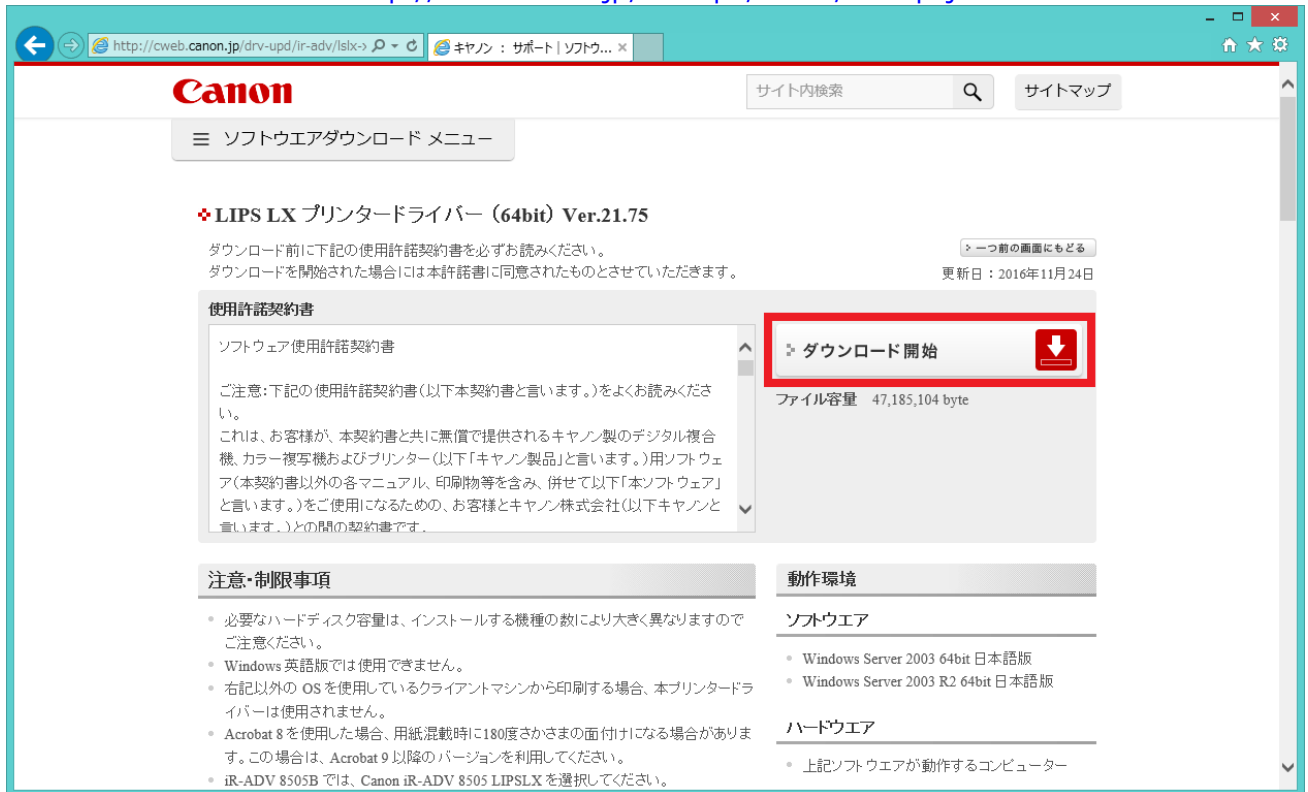 http://cweb.canon.jp/drv-upd/ir-adv/lslx-x
キヤノン : サポート | ソフトウ...
Canon
サイト内検索
サイトマップ
ソフトウエアダウンロード メニュー
LIPS LX プリンタードライバー（64bit）Ver.21.75
ダウンロード前に下記の使用許諾契約書を必ずお読みください。
一つ前の画面にもどる
ダウンロードを開始された場合には本許諾書に同意されたものとさせていただきます。
更新日：2016年11月24日
使用許諾契約書
ソフトウェア使用許諾契約書
ご注意：下記の使用許諾契約書（以下本契約書と言います。）をよくお読みくださ
い。
これは、お客様が、本契約書と共に無償で提供されるキヤノン製のデジタル複合
機、カラー複写機およびプリンター（以下「キヤノン製品」と言います。）用ソフトウェ
ア（本契約書以外の各マニュアル、印刷物等を含み、併せて以下「本ソフトウェア」
と言います。）をご使用になるための、お客様とキヤノン株式会社（以下キヤノンと
言います。）との間の契約書です。
ダウンロード開始
ファイル容量 47,185,104 byte
注意・制限事項
必要なハードディスク容量は、インストールする機種の数により大きく異なりますので
ご注意ください。
Windows 英語版では使用できません。
右記以外の OS を使用しているクライアントマシンから印刷する場合、本プリンタードラ
イバーは使用されません。
Acrobat 8 を使用した場合、用紙混載時に180度さかさまの面付けになる場合がありま
す。この場合は、Acrobat 9 以降のバージョンを利用してください。
iR-ADV 8505B では、Canon iR-ADV 8505 LIPSLX を選択してください。
動作環境
ソフトウエア
Windows Server 2003 64bit 日本語版
Windows Server 2003 R2 64bit 日本語版
ハードウエア
上記ソフトウエアが動作するコンピューター